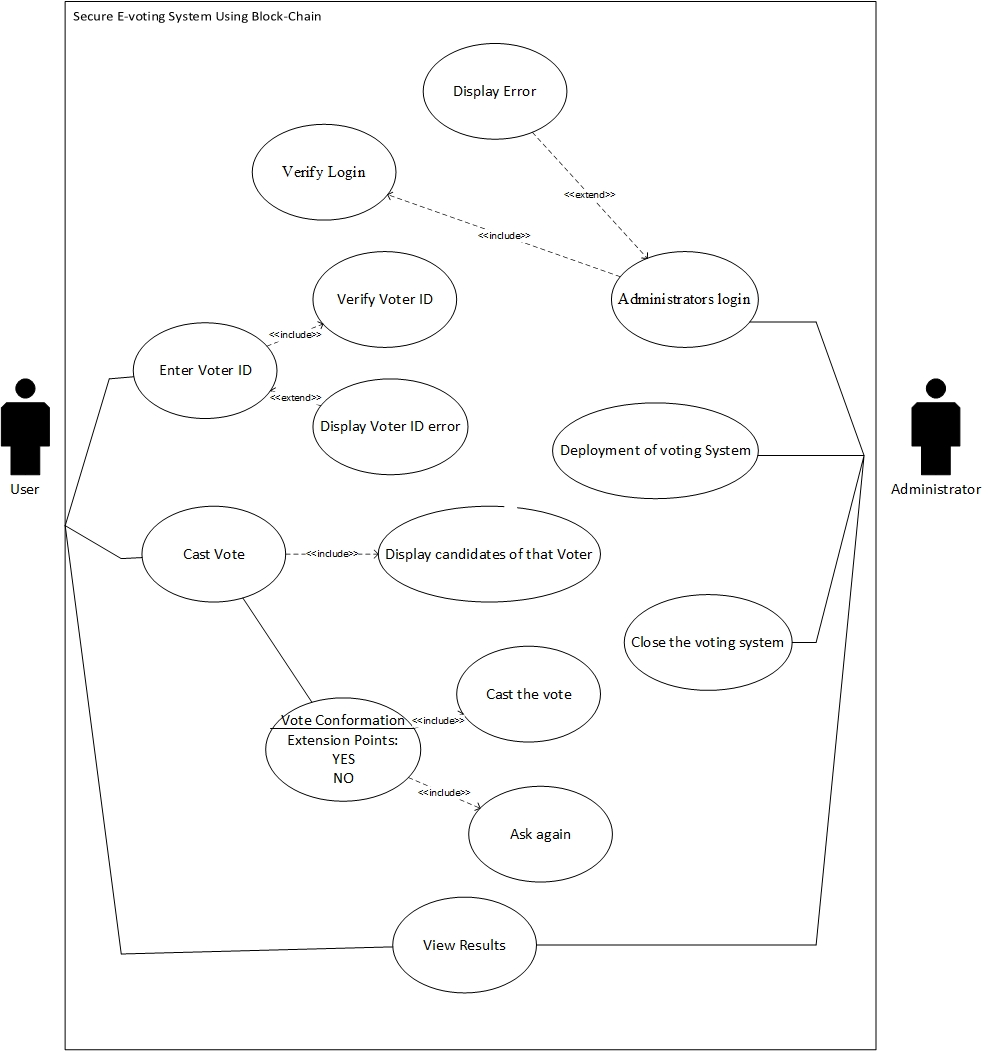 Secure E-voting System Using Block-Chain
Display Error
Verify Login
<<extend>>
<<include>>
Verify Voter ID
Administrators login
<<include>>
Enter Voter ID
<<extend>>
Display Voter ID error
Deployment of voting System
User
Administrator
Cast Vote
<<include>>
Display candidates of that Voter
Close the voting system
Cast the vote
Vote Conformation
<<include>>
Extension Points:
YES
NO
<<include>>
Ask again
View Results